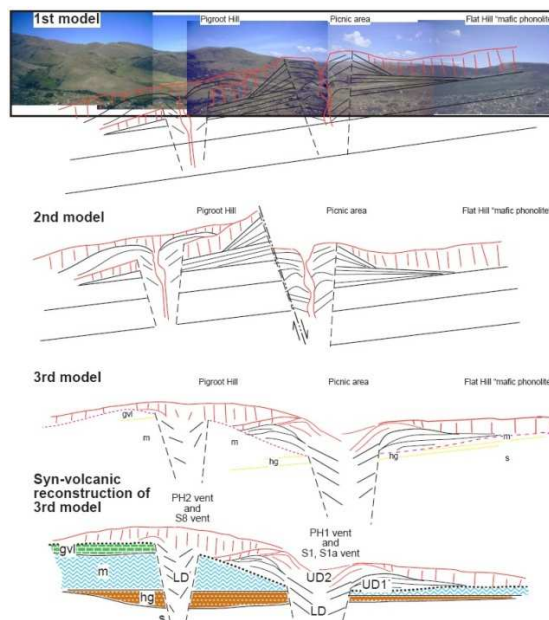 1st model
Pigroot Hill Picnic area Flat Hill "mafic phonolite
2nd model
Pigroot Hill Picnic area Flat Hill "mafic phonolite
3rd model
Pigroot Hill Picnic area Flat Hill "mafic phonolite
gvl
m m m
hg hg s
Syn-volcanic
reconstruction of
3rd model
PH2 vent
and
S8 vent
PH1 vent
and
S1, S1a vent
gvl
m LD UD2 UD1
hg LD
s